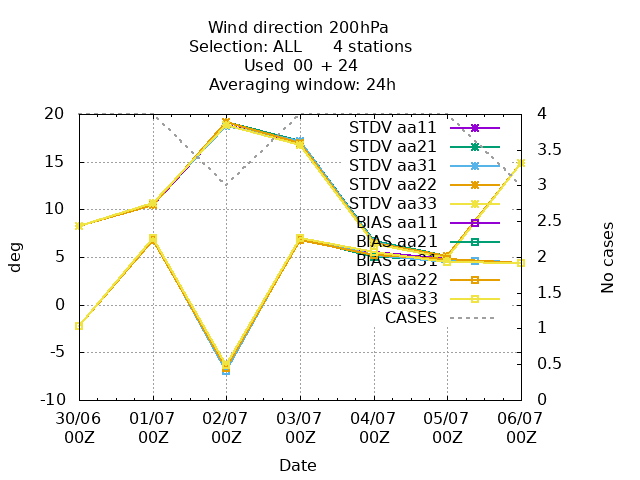 Wind direction 200hPa
Selection: ALL 4 stations
Used 00 + 24
Averaging window: 24h
20 4
STDV aa11
3.5
STDV aa21
15
STDV aa31
3
STDV aa22
STDV aa33
10 2.5
BIAS aa11
BIAS aa21
5 2
BIAS aa31
BIAS aa22
1.5
BIAS aa33
0
CASES
1
-5
0.5
-10 0
deg
No cases
30/06 01/07 02/07 03/07 04/07 05/07 06/07
00Z 00Z 00Z 00Z 00Z 00Z 00Z
Date